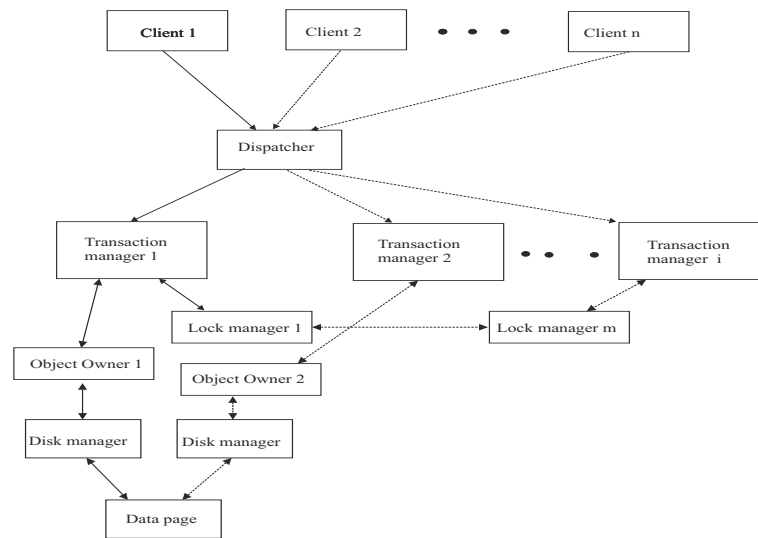 Client 1
Client 2
Client n
Dispatcher
Transaction
manager 1
Transaction
manager 2
Transaction
manager i
Lock manager 1
Lock manager m
Object Owner 1
Object Owner 2
Disk manager
Disk manager
Data page